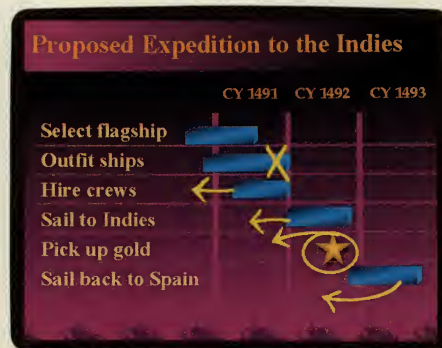 Proposed Expedition to the Indies
CY 1491 CY 1492 CY 1493
Select flagship
Outfit ships
Hire crews
Sail to Indies
Pick up gold
Sail back to Spain